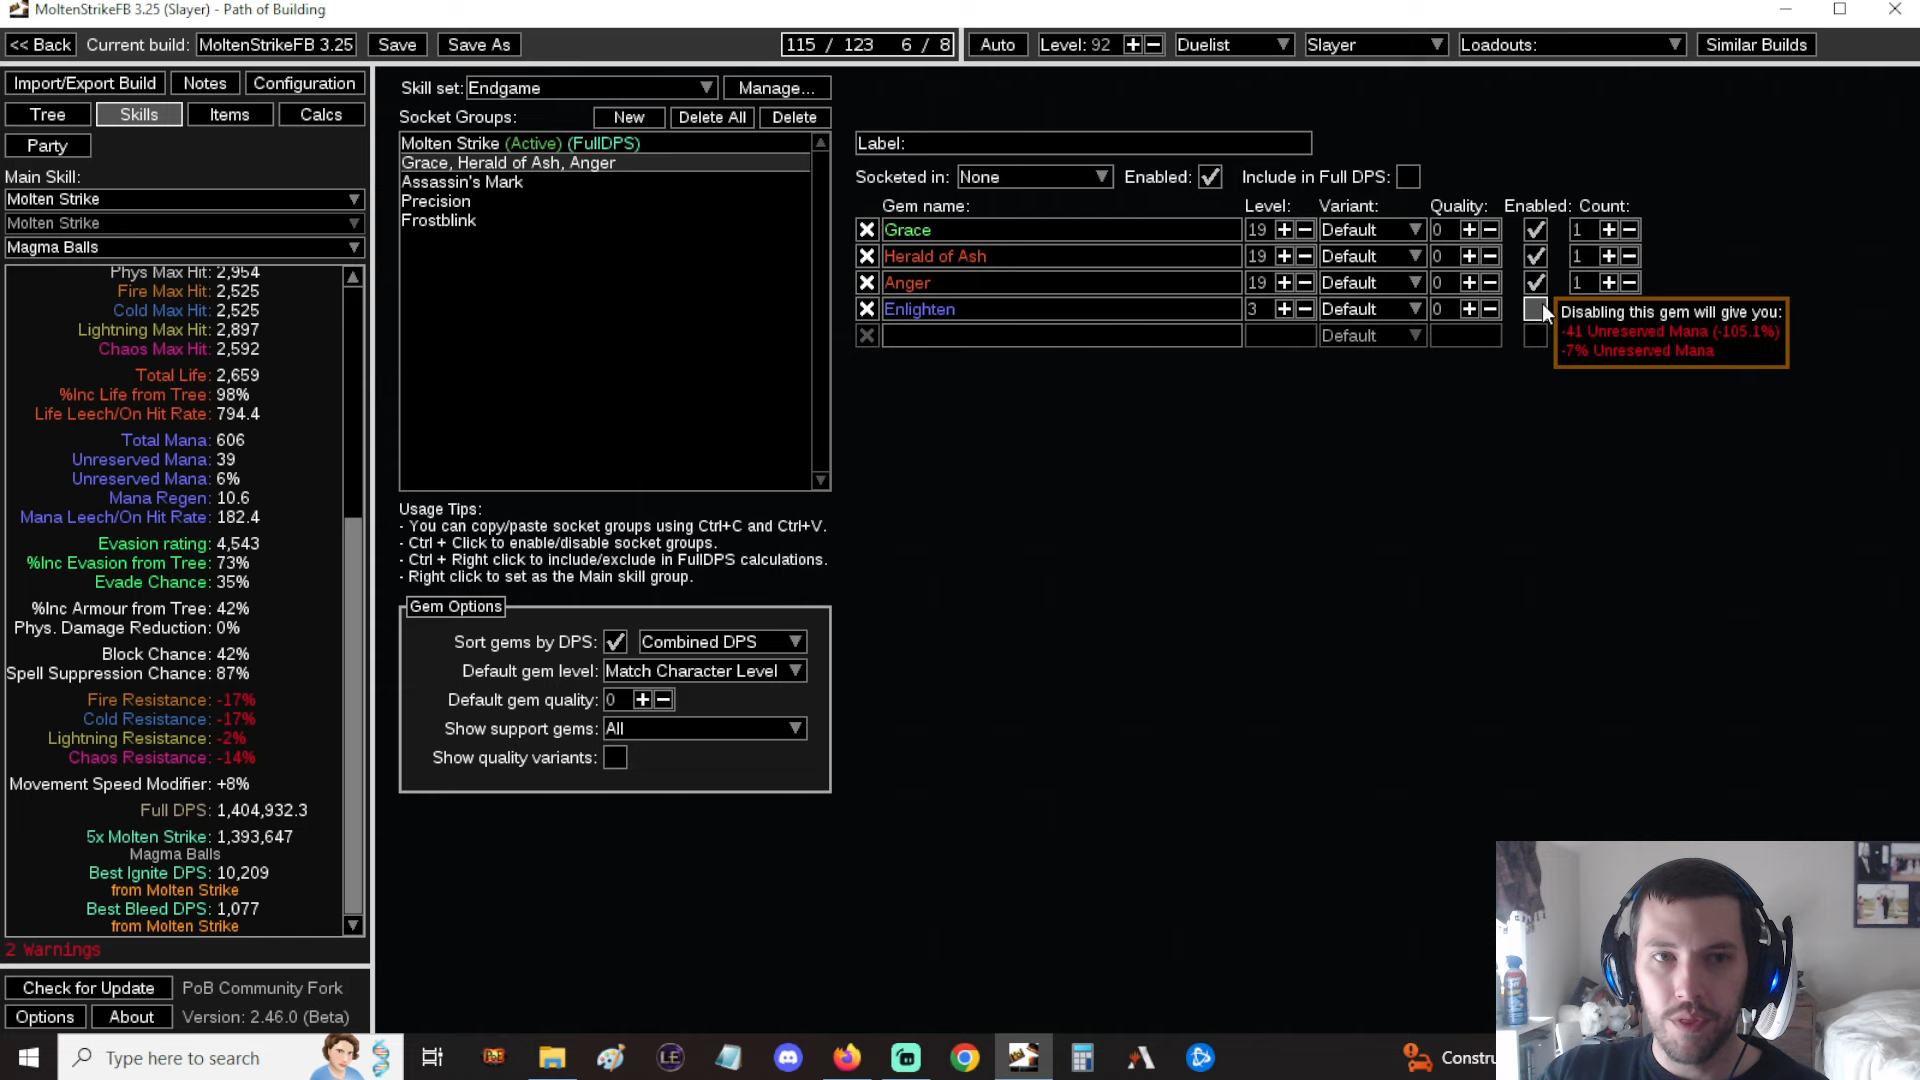 MoltenStrikeFB 3.25 (Slayer) - Path of Building
<< Back
Current build: MoltenStrikeFB 3.25
Save
Save As
115 / 123 6 / 8
Auto
Level: 92
Duelist
Slayer
Loadouts:
Similar Builds
Import/Export Build
Notes
Configuration
Tree
Skills
Items
Calcs
Party
Main Skill:
Molten Strike
Molten Strike
Magma Balls
Phys Max Hit: 2,954
Fire Max Hit: 2,525
Cold Max Hit: 2,525
Lightning Max Hit: 2,897
Chaos Max Hit: 2,592
Total Life: 2,659
%Inc Life from Tree: 98%
Life Leech/On Hit Rate: 794.4
Total Mana: 606
Unreserved Mana: 39
Unreserved Mana: 6%
Mana Regen: 10.6
Mana Leech/On Hit Rate: 182.4
Evasion rating: 4,543
%Inc Evasion from Tree: 73%
Evade Chance: 35%
%Inc Armour from Tree: 42%
Phys. Damage Reduction: 0%
Block Chance: 42%
Spell Suppression Chance: 87%
Fire Resistance: -17%
Cold Resistance: -17%
Lightning Resistance: -2%
Chaos Resistance: -14%
Movement Speed Modifier: +8%
Full DPS: 1,404,932.3
5x Molten Strike: 1,393,647
Magma Balls
Best Ignite DPS: 10,209
from Molten Strike
Best Bleed DPS: 1,077
from Molten Strike
2 Warnings
Check for Update
PoB Community Fork
Options
About
Version: 2.46.0 (Beta)
Skill set: Endgame
Manage...
Socket Groups:
New
Delete All
Delete
Molten Strike (Active) (FullDPS)
Grace, Herald of Ash, Anger
Assassin's Mark
Precision
Frostblink
Usage Tips:
- You can copy/paste socket groups using Ctrl+C and Ctrl+V.
- Ctrl + Click to enable/disable socket groups.
- Ctrl + Right click to include/exclude in FullDPS calculations.
- Right click to set as the Main skill group.
Gem Options
Sort gems by DPS: Combined DPS
Default gem level: Match Character Level
Default gem quality: 0
Show support gems: All
Show quality variants:
Label:
Socketed in: None
Enabled:
Include in Full DPS:
Gem name: Level: Variant: Quality: Enabled: Count:
Grace 19 Default 0 1
Herald of Ash 19 Default 0 1
Anger 19 Default 0 1
Enlighten 3 Default 0
Default
Disabling this gem will give you:
-41 Unreserved Mana (-105.1%)
-7% Unreserved Mana
Type here to search
LE